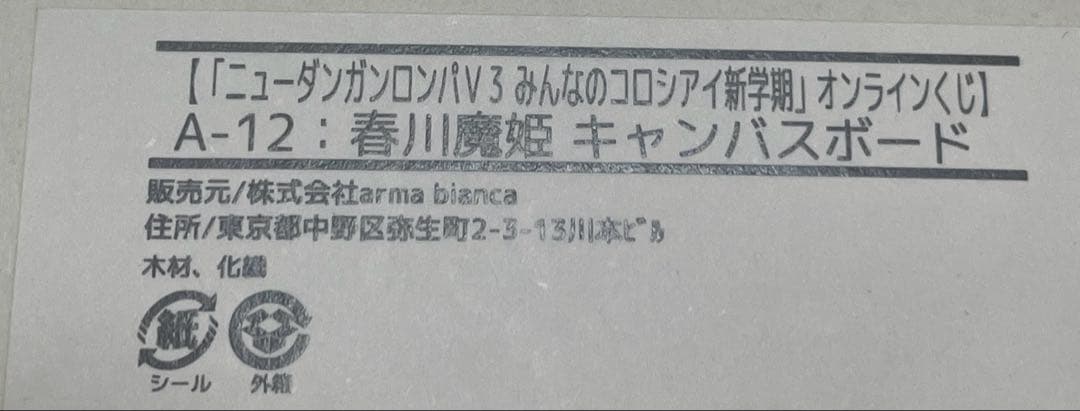 【「ニューダンガンロンパV3 みんなのコロシアイ新学期」オンラインくじ】
A-12：春川魔姫 キャンバスボード
販売元/株式会社arma bianca
住所/東京都中野区弥生町2-3-13川本ビル
木材、化繊
紙
シール 外箱